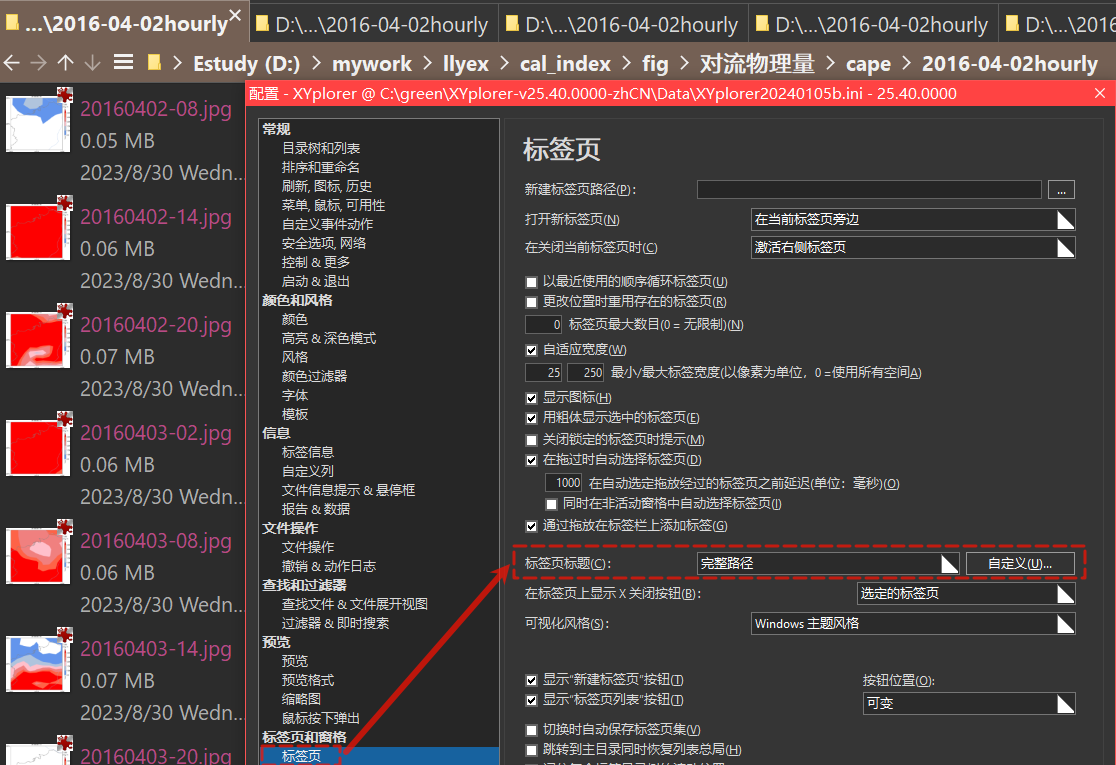 ...\2016-04-02hourly
D:\...\2016-04-02hourly
D:\...\2016-04-02hourly
D:\...\2016-04-02hourly
D:\...\2016
Estudy (D:) > mywork > llyex > cal_index > fig > 对流物理量 > cape > 2016-04-02hourly
20160402-08.jpg
0.05 MB
2023/8/30 Wedn...
20160402-14.jpg
0.06 MB
2023/8/30 Wedn...
20160402-20.jpg
0.07 MB
2023/8/30 Wedn...
20160403-02.jpg
0.06 MB
2023/8/30 Wedn...
20160403-08.jpg
0.06 MB
2023/8/30 Wedn...
20160403-14.jpg
0.07 MB
2023/8/30 Wedn...
20160403-20.jpg
配置 - XYplorer @ C:\green\XYplorer-v25.40.0000-zhCN\Data\XYplorer20240105b.ini - 25.40.0000
常规
目录树和列表
排序和重命名
刷新, 图标, 历史
菜单, 鼠标, 可用性
自定义事件动作
安全选项, 网络
控制 & 更多
启动 & 退出
颜色和风格
颜色
高亮 & 深色模式
风格
颜色过滤器
字体
模板
信息
标签信息
自定义列
文件信息提示 & 悬停框
报告 & 数据
文件操作
文件操作
撤销 & 动作日志
查找和过滤器
查找文件 & 文件展开视图
过滤器 & 即时搜索
预览
预览
预览格式
缩略图
鼠标按下弹出
标签页和窗格
标签页
标签页
新建标签页路径(P):
...
打开新标签页(N)
在当前标签页旁边
在关闭当前标签页时(C)
激活右侧标签页
以最近使用的顺序循环标签页(U)
更改位置时重用存在的标签页(R)
0 标签页最大数目(0 = 无限制)(N)
自适应宽度(W)
25 250 最小/最大标签宽度(以像素为单位，0 =使用所有空间A)
显示图标(H)
用粗体显示选中的标签页(E)
关闭锁定的标签页时提示(M)
在拖过时自动选择标签页(D)
1000 在自动选定拖放经过的标签页之前延迟(单位：毫秒)(O)
同时在非活动窗格中自动选择标签页(I)
通过拖放在标签栏上添加标签(G)
标签页标题(C):
完整路径
自定义(U)...
在标签页上显示 X 关闭按钮(B):
选定的标签页
可视化风格(S):
Windows 主题风格
显示"新建标签页"按钮(T)
显示"标签页列表"按钮(T)
按钮位置(O):
可变
切换时自动保存标签页集(V)
跳转到主目录同时恢复列表总局(H)